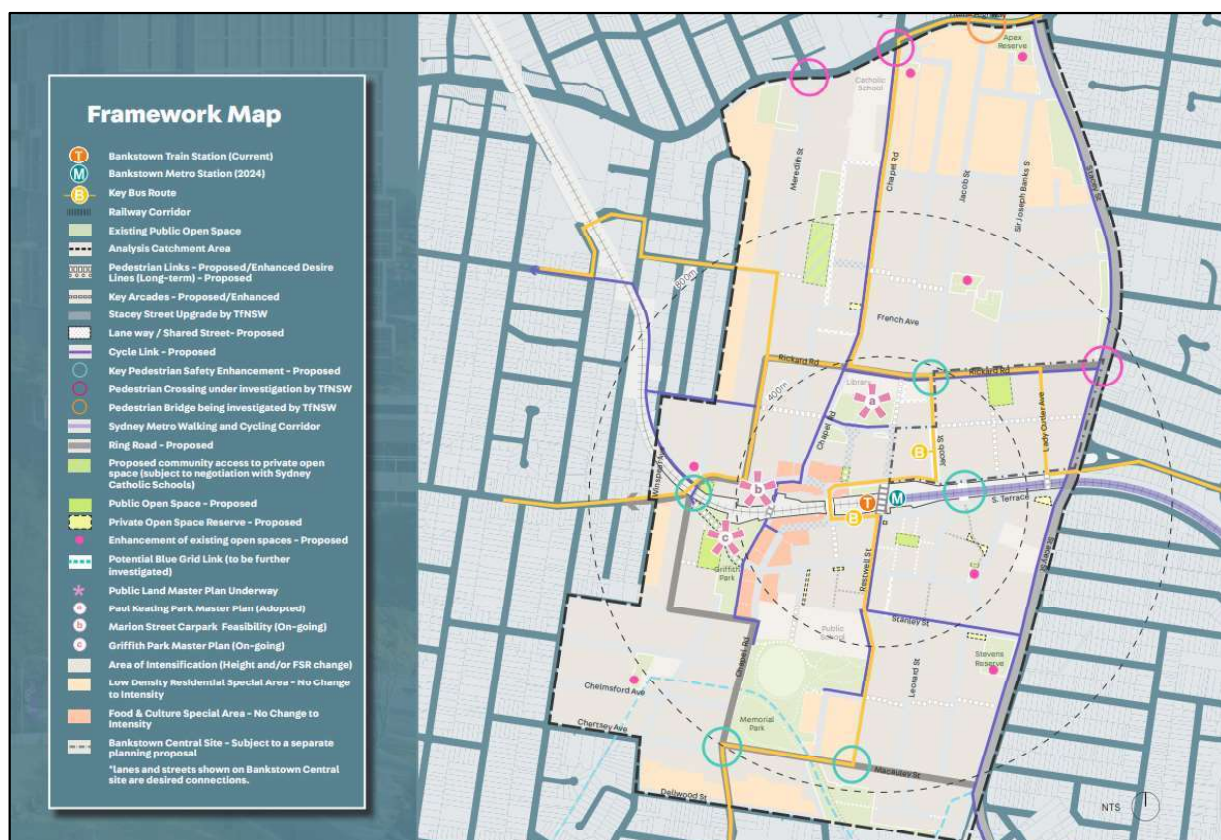 Framework Map
T
Bankstown Train Station (Current)
M
Bankstown Metro Station (2024)
B
Key Bus Route
Railway Corridor
Existing Public Open Space
Analysis Catchment Area
Pedestrian Links - Proposed/Enhanced Desire
Lines (Long-term) - Proposed
Key Arcades - Proposed/Enhanced
Stacey Street Upgrade by TfNSW
Lane way / Shared Street- Proposed
Cycle Link - Proposed
Key Pedestrian Safety Enhancement - Proposed
Pedestrian Crossing under investigation by TfNSW
Pedestrian Bridge being investigated by TfNSW
Sydney Metro Walking and Cycling Corridor
Ring Road - Proposed
Proposed community access to private open
space (subject to negotiation with Sydney
Catholic Schools)
Public Open Space - Proposed
Private Open Space Reserve - Proposed
Enhancement of existing open spaces - Proposed
Potential Blue Grid Link (to be further
investigated)
Public Land Master Plan Underway
a
Paul Keating Park Master Plan (Adopted)
b
Marion Street Carpark Feasibility (On-going)
c
Griffith Park Master Plan (On-going)
Area of Intensification (Height and/or FSR change)
Low Density Residential Special Area - No Change
to Intensity
Food & Culture Special Area - No Change to
Intensity
Bankstown Central Site - Subject to a separate
planning proposal
*lanes and streets shown on Bankstown Central
site are desired connections.
Apex
Reserve
Catholic
School
Meredith St
Chapel Rd
Jacob St
Sir Joseph Banks S
Stacey St
800m
French Ave
Rickard Rd
Rickard Rd
400m
Library
a
Chapel Rd
Jacob St
Lady Cutler Ave
B
b
T
M
B
S. Terrace
c
Griffith
Park
Restwell St
Stacey St
Public
School
Stansey St
Stevens
Reserve
Leonard St
Chapel Rd
Chelmsford Ave
Chertsey Ave
Memorial
Park
Macauley St
Dellwood St
NTS